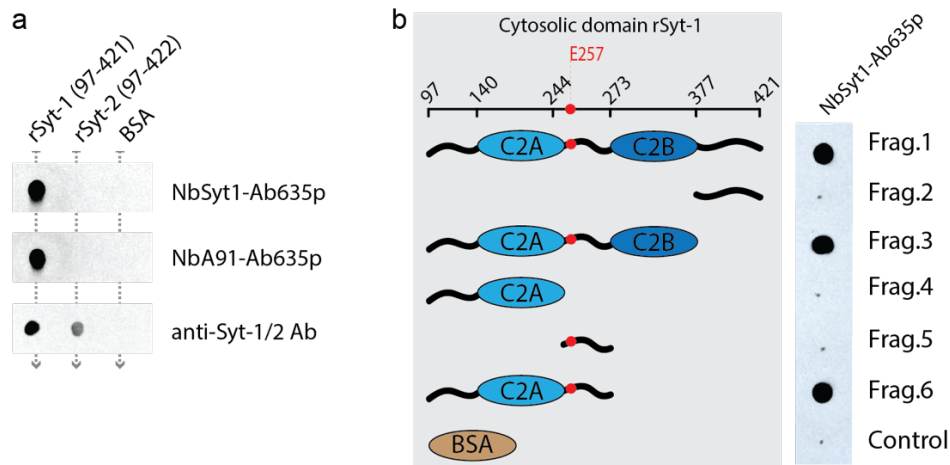 a
rSyt-1 (97-421)
rSyt-2 (97-422)
BSA
NbSyt1-Ab635p
NbA91-Ab635p
anti-Syt-1/2 Ab
b
Cytosolic domain rSyt-1
E257
97
140
244
273
377
421
C2A
C2B
C2A
C2B
C2A
C2A
BSA
NbSyt1-Ab635p
Frag.1
Frag.2
Frag.3
Frag.4
Frag.5
Frag.6
Control